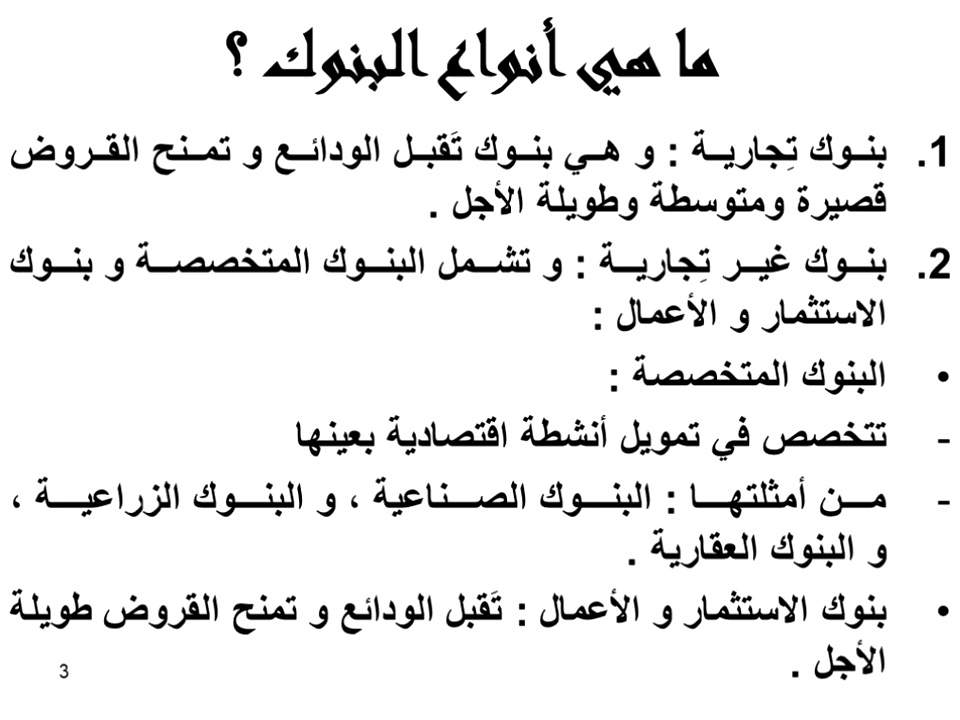 ما هي أنواع البنوك ؟
1. بنوك تِجارية : و هي بنوك تَقبل الودائع و تمنح القروض
قصيرة ومتوسطة وطويلة الأجل .
2. بنوك غير تِجارية : و تشمل البنوك المتخصصة و بنوك
الاستثمار و الأعمال :
• البنوك المتخصصة :
- تتخصص في تمويل أنشطة اقتصادية بعينها
- من أمثلتها : البنوك الصناعية ، و البنوك الزراعية ،
و البنوك العقارية .
• بنوك الاستثمار و الأعمال : تَقبل الودائع و تمنح القروض طويلة
الأجل .
3